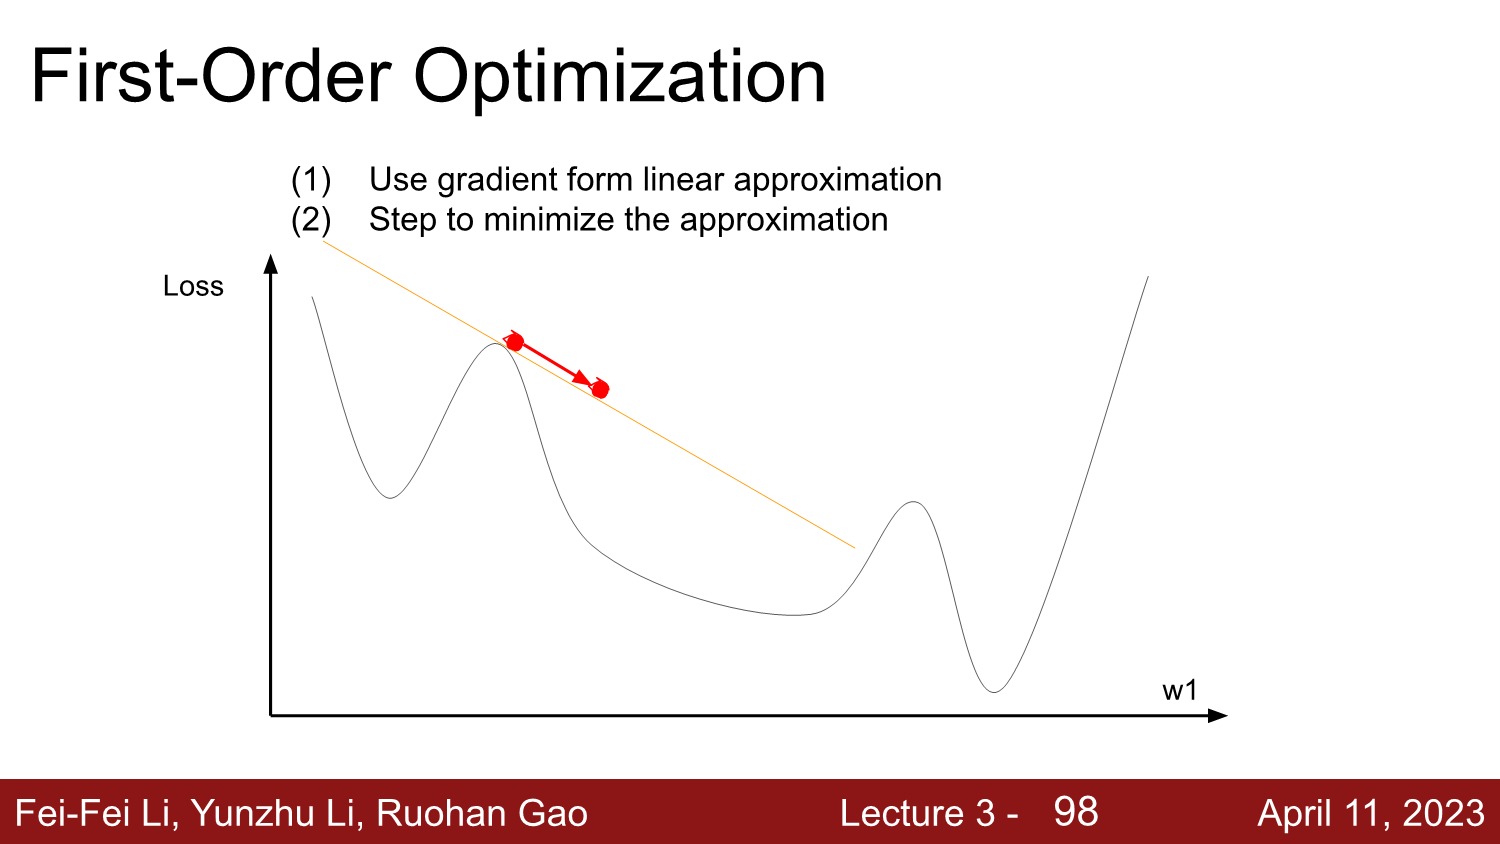 First-Order Optimization
(1) Use gradient form linear approximation
(2) Step to minimize the approximation
Loss
w1
Fei-Fei Li, Yunzhu Li, Ruohan Gao Lecture 3 - 98 April 11, 2023